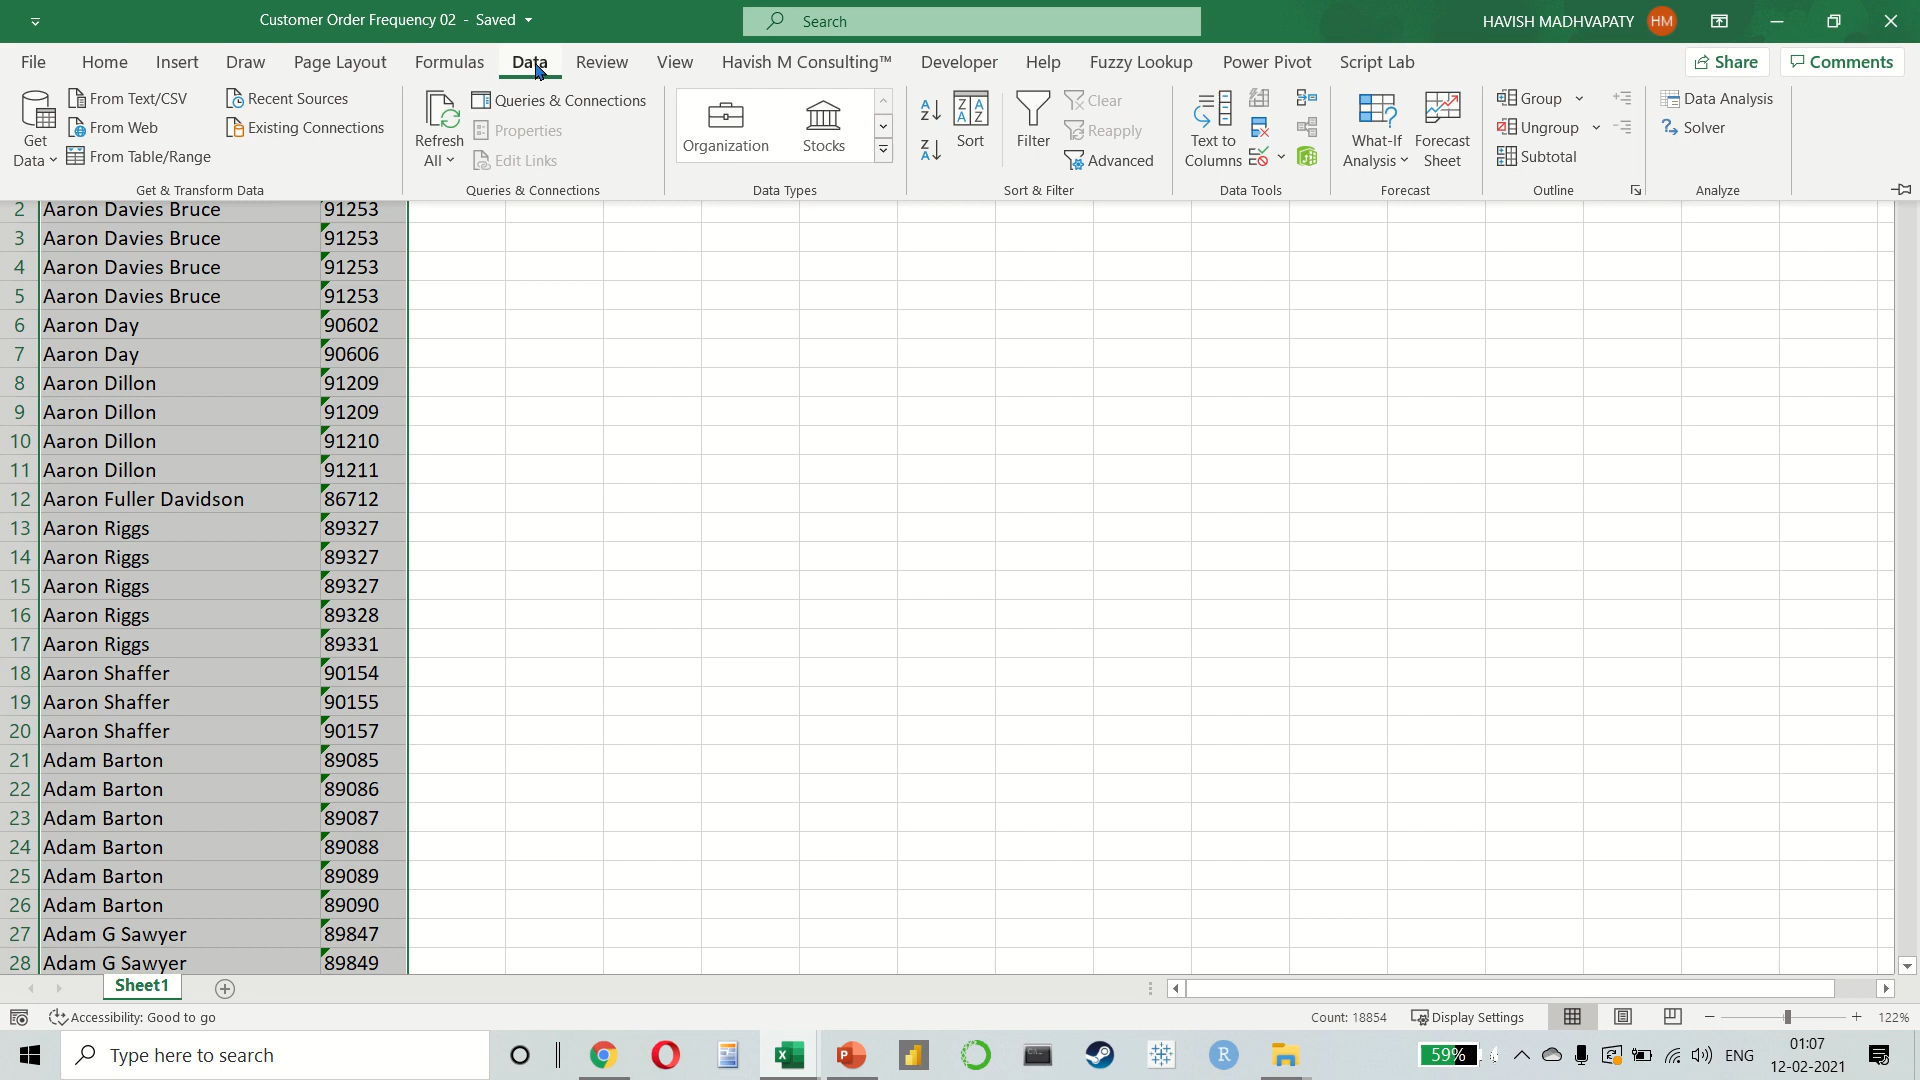 Customer Order Frequency 02 - Saved
Search
HAVISH MADHVAPATY HM
File Home Insert Draw Page Layout Formulas Data Review View Havish M Consulting™ Developer Help Fuzzy Lookup Power Pivot Script Lab Share Comments
Get Data
From Text/CSV
From Web
From Table/Range
Recent Sources
Existing Connections
Get & Transform Data
Refresh All
Queries & Connections
Properties
Edit Links
Queries & Connections
Organization
Stocks
Data Types
Sort
Filter
Clear
Reapply
Advanced
Sort & Filter
Text to Columns
Data Tools
What-If Analysis
Forecast Sheet
Forecast
Group
Ungroup
Subtotal
Outline
Data Analysis
Solver
Analyze
2 Aaron Davies Bruce 91253
3 Aaron Davies Bruce 91253
4 Aaron Davies Bruce 91253
5 Aaron Davies Bruce 91253
6 Aaron Day 90602
7 Aaron Day 90606
8 Aaron Dillon 91209
9 Aaron Dillon 91209
10 Aaron Dillon 91210
11 Aaron Dillon 91211
12 Aaron Fuller Davidson 86712
13 Aaron Riggs 89327
14 Aaron Riggs 89327
15 Aaron Riggs 89327
16 Aaron Riggs 89328
17 Aaron Riggs 89331
18 Aaron Shaffer 90154
19 Aaron Shaffer 90155
20 Aaron Shaffer 90157
21 Adam Barton 89085
22 Adam Barton 89086
23 Adam Barton 89087
24 Adam Barton 89088
25 Adam Barton 89089
26 Adam Barton 89090
27 Adam G Sawyer 89847
28 Adam G Sawyer 89849
Sheet1
Accessibility: Good to go
Count: 18854
Display Settings
122%
Type here to search
59%
ENG
01:07
12-02-2021